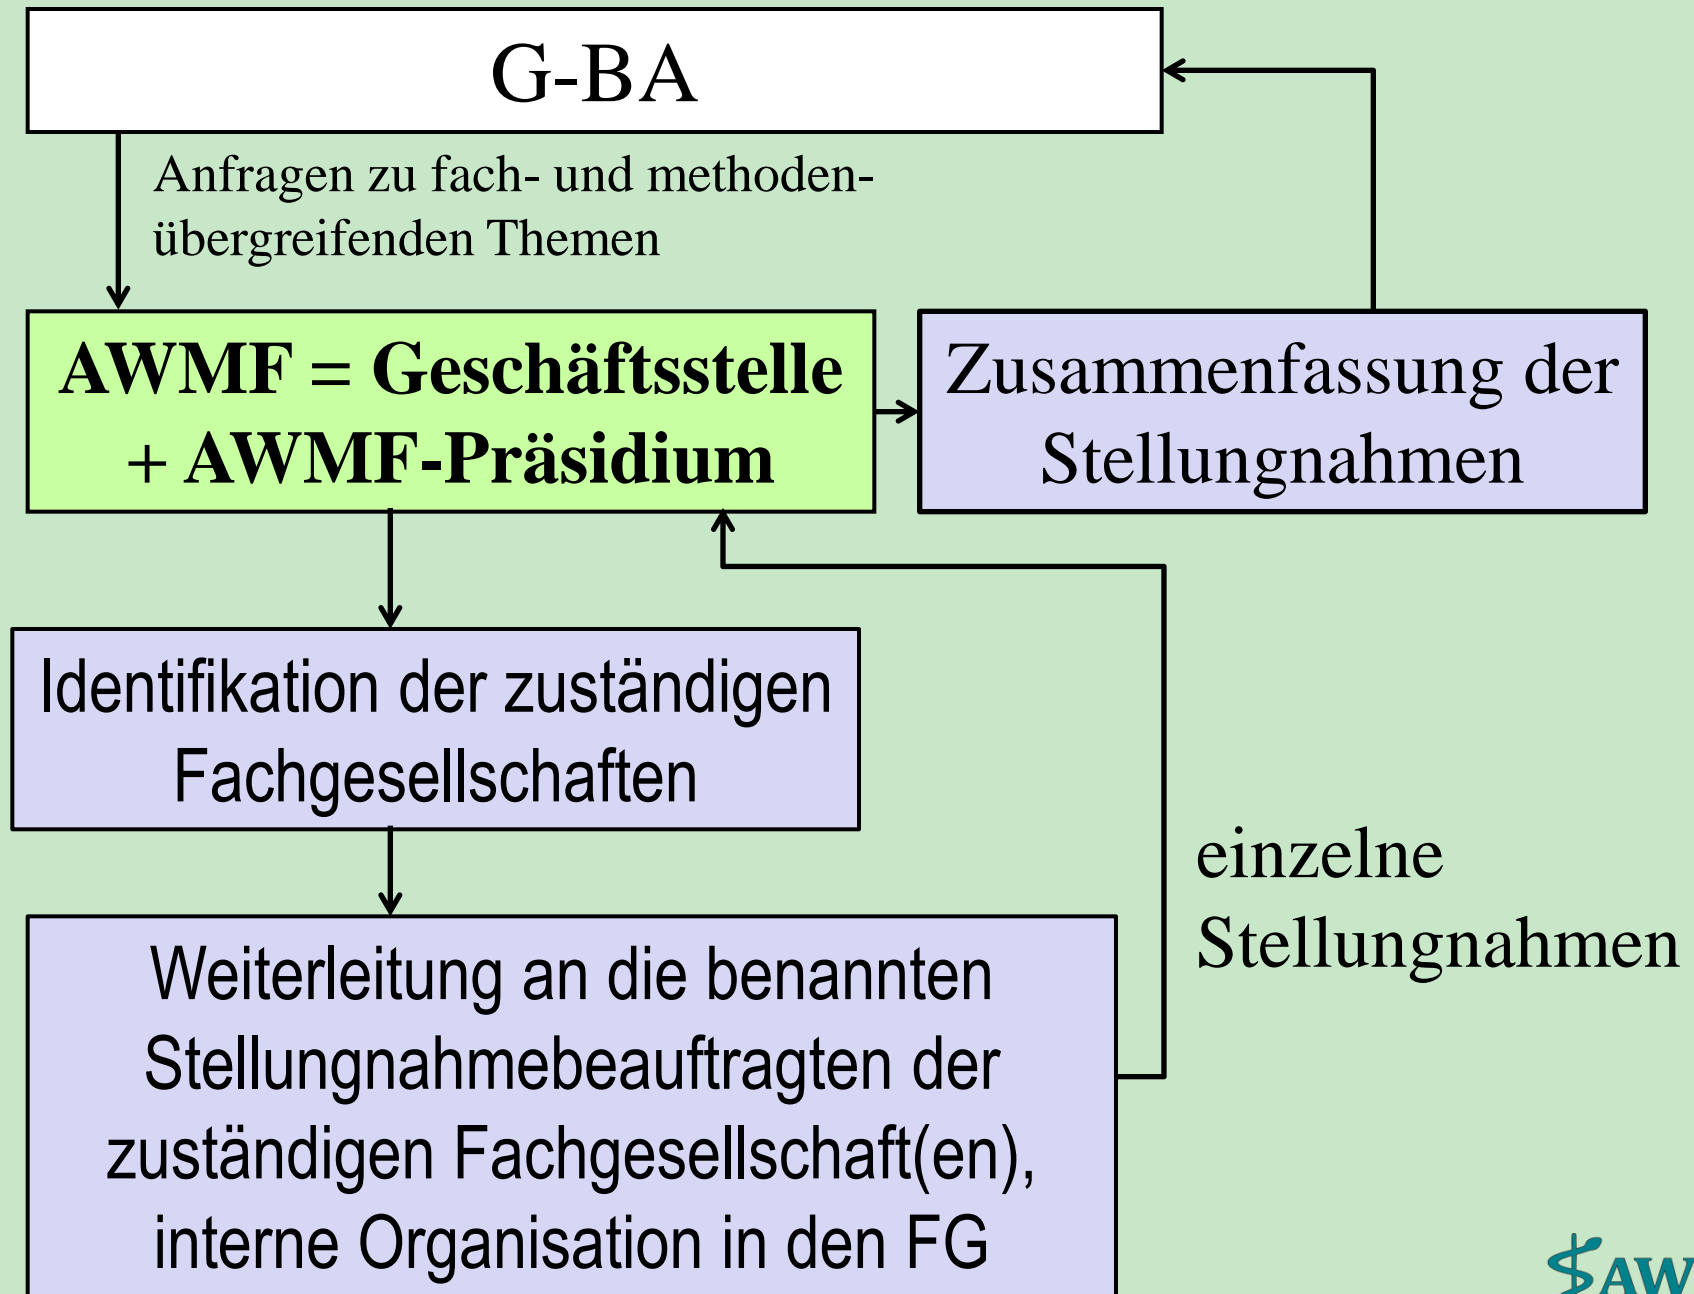 G-BA
Anfragen zu fach- und methoden-
übergreifenden Themen
AWMF = Geschäftsstelle
+ AWMF-Präsidium
Zusammenfassung der
Stellungnahmen
Identifikation der zuständigen
Fachgesellschaften
einzelne
Stellungnahmen
Weiterleitung an die benannten
Stellungnahmebeauftragten der
zuständigen Fachgesellschaft(en),
interne Organisation in den FG
AW